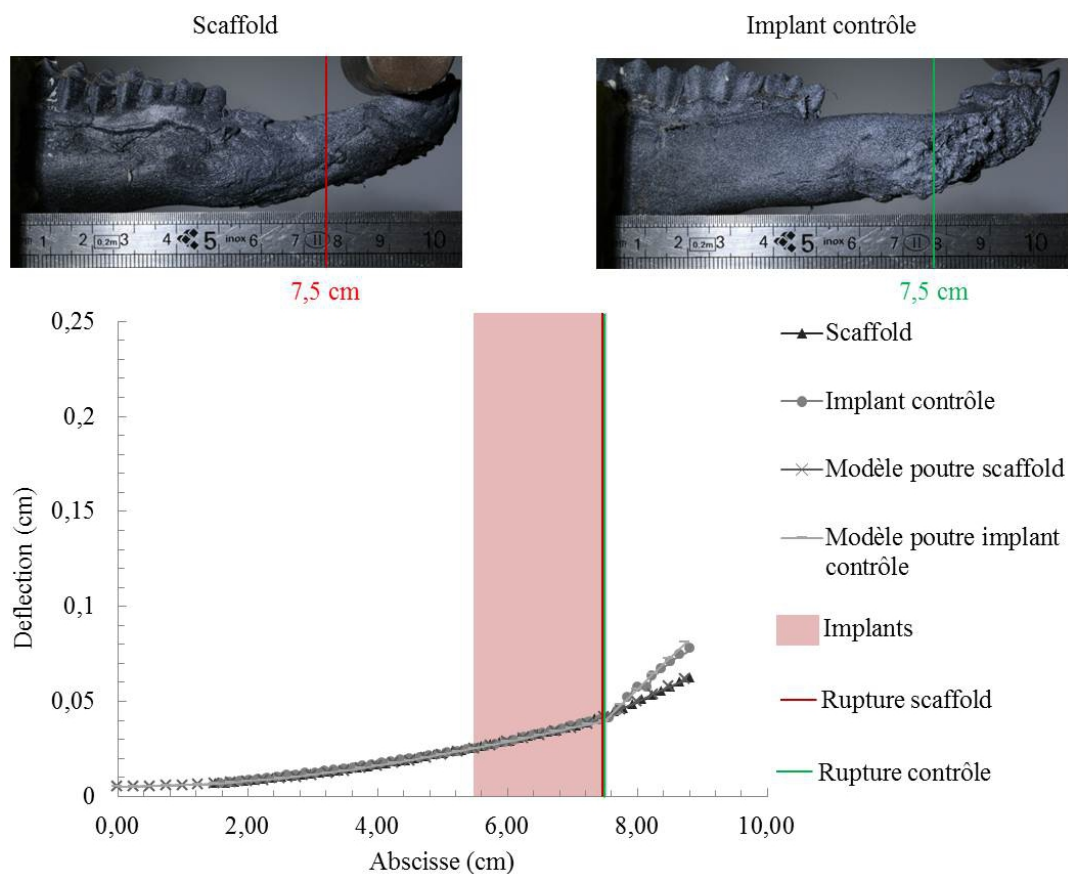 Scaffold
Implant contrôle
1 2 0.2m 3 4 5 inox 6 7 II 8 9 10
1 2 0.2m 3 4 5 inox 6 7 II 8 9 10
7,5 cm
7,5 cm
0,25
0,2
0,15
0,1
0,05
0
Deflection (cm)
0,00 2,00 4,00 6,00 8,00 10,00
Abscisse (cm)
Scaffold
Implant contrôle
Modèle poutre scaffold
Modèle poutre implant
contrôle
Implants
Rupture scaffold
Rupture contrôle